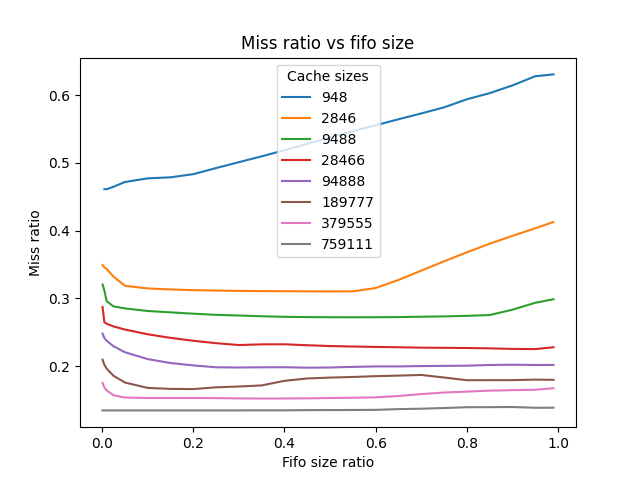 Miss ratio vs fifo size
Cache sizes
948
2846
9488
28466
94888
189777
379555
759111
0.6
0.5
0.4
0.3
0.2
Miss ratio
0.0 0.2 0.4 0.6 0.8 1.0
Fifo size ratio